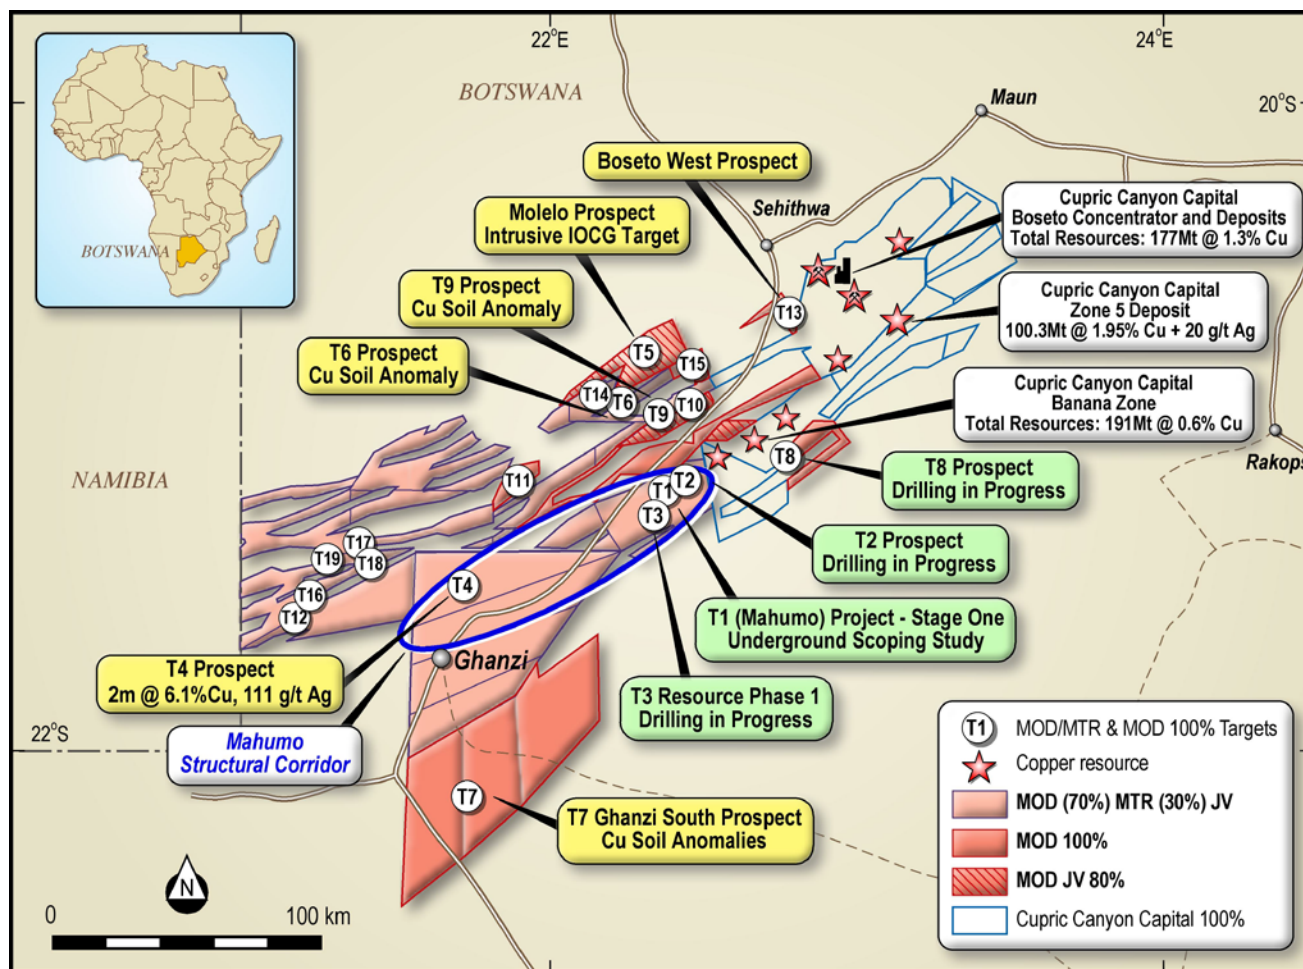 22°E
24°E
20°S
BOTSWANA
Maun
BOTSWANA
Boseto West Prospect
Sehithwa
Cupric Canyon Capital
Boseto Concentrator and Deposits
Total Resources: 177Mt @ 1.3% Cu
Molelo Prospect
Intrusive IOCG Target
T9 Prospect
Cu Soil Anomaly
Cupric Canyon Capital
Zone 5 Deposit
100.3Mt @ 1.95% Cu + 20 g/t Ag
T13
T6 Prospect
Cu Soil Anomaly
T5
T15
T14
T6
T9
T10
Cupric Canyon Capital
Banana Zone
Total Resources: 191Mt @ 0.6% Cu
Rakops
NAMIBIA
T8
T8 Prospect
Drilling in Progress
T11
T2
T1
T3
T2 Prospect
Drilling in Progress
T17
T19
T18
T16
T12
T4
T1 (Mahumo) Project - Stage One
Underground Scoping Study
Ghanzi
T4 Prospect
2m @ 6.1%Cu, 111 g/t Ag
T3 Resource Phase 1
Drilling in Progress
22°S
Mahumo
Structural Corridor
T7
T7 Ghanzi South Prospect
Cu Soil Anomalies
T1
MOD/MTR & MOD 100% Targets
Copper resource
MOD (70%) MTR (30%) JV
MOD 100%
MOD JV 80%
Cupric Canyon Capital 100%
N
0
100 km